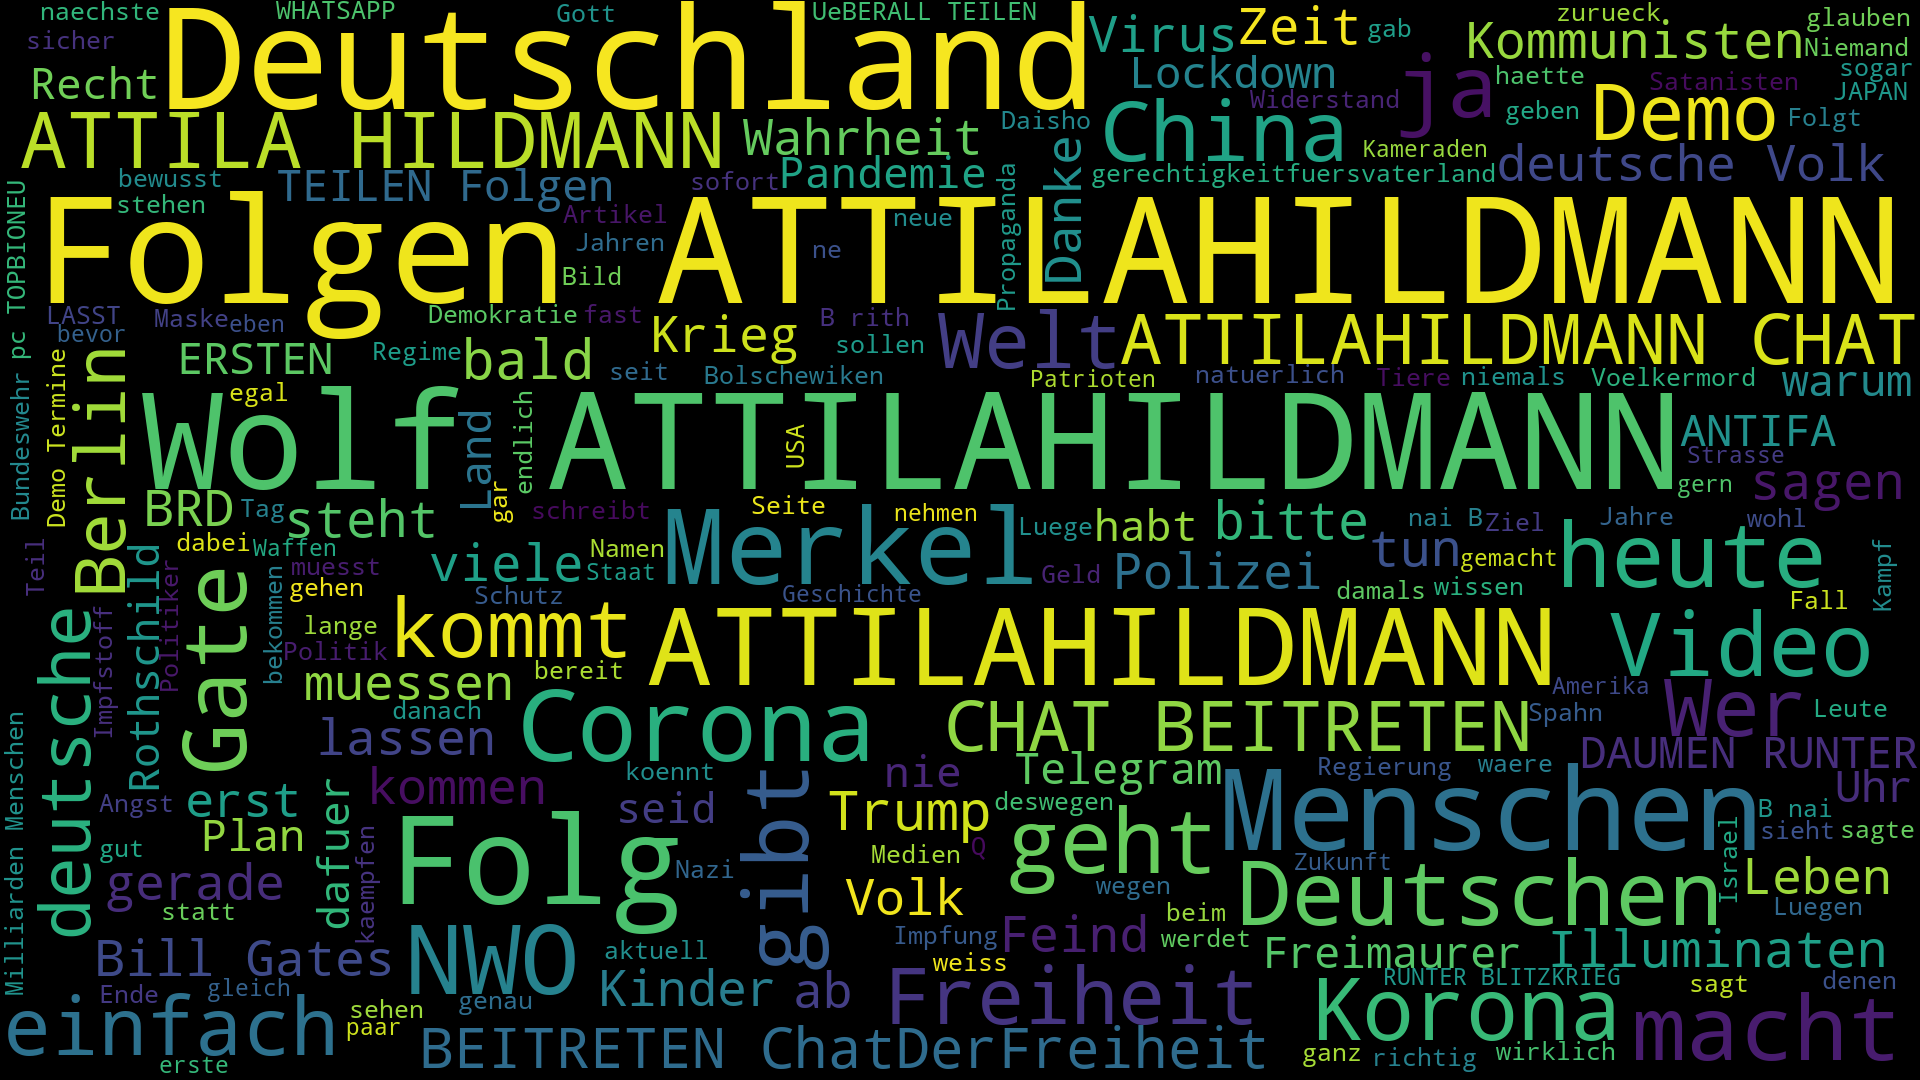 naechste
WHATSAPP
Gott
UeBERALL TEILEN
zurueck
glauben
sicher
Deutschland
Virus
Zeit
gab
Kommunisten
Niemand
Recht
Lockdown
ja
haette
Satanisten
sogar
JAPAN
Widerstand
geben
Demo
Folgt
ATTILA HILDMANN
Wahrheit
Daisho
China
Kameraden
deutsche Volk
bewusst
TEILEN Folgen
sofort
Pandemie
Danke
gerechtigkeitfuersvaterland
stehen
Artikel
neue
Propaganda
TOPBIONEU
Folgen
Jahren
ne
ATTILAHILDMANN
Bild
LASST
Maske
eben
Demokratie
fast
Krieg
B rith
Welt
ATTILAHILDMANN CHAT
bevor
ERSTEN
Regime
bald
sollen
seit
Bolschewiken
Patrioten
natuerlich
Tiere
niemals
Voelkermord
warum
Bundeswehr pc
Demo Termine
Berlin
egal
Wolf
Land
endlich
USA
ATTILAHILDMANN
ANTIFA
Strasse
gern
sagen
BRD
Tag
steht
gar
schreibt
Seite
nehmen
Merkel
Luege
habt
bitte
nai B
Ziel
Jahre
wohl
heute
dabei
Waffen
viele
Namen
Staat
Geld
Polizei
tun
gemacht
Teil
Rothschild
Politiker
Gate
bekommen
muesst
gehen
Schutz
Geschichte
damals
wissen
Fall
Kampf
deutsche
Impfstoff
lange
Politik
kommt
bereit
ATTILAHILDMANN
Video
muessen
danach
Amerika
Spahn
Wer
Leute
Milliarden Menschen
lassen
Corona
CHAT BEITRETEN
DAUMEN RUNTER
Angst
erst
kommen
koennt
nie
Telegram
Regierung
waere
Uhr
Plan
dafuer
seid
gibt
Trump
deswegen
geht
Menschen
B nai
sieht
sagte
gut
kaempfen
Folg
Nazi
Medien
Q
Zukunft
Israel
gerade
Volk
wegen
Deutschen
Leben
statt
beim
Luegen
Bill Gates
NWO
aktuell
Impfung
Feind
werdet
Freimaurer
Illuminaten
weiss
Ende
gleich
genau
Kinder
ab
Freiheit
RUNTER BLITZKRIEG
sagt
denen
einfach
sehen
paar
Korona
macht
erste
BEITRETEN ChatDerFreiheit
ganz
richtig
wirklich